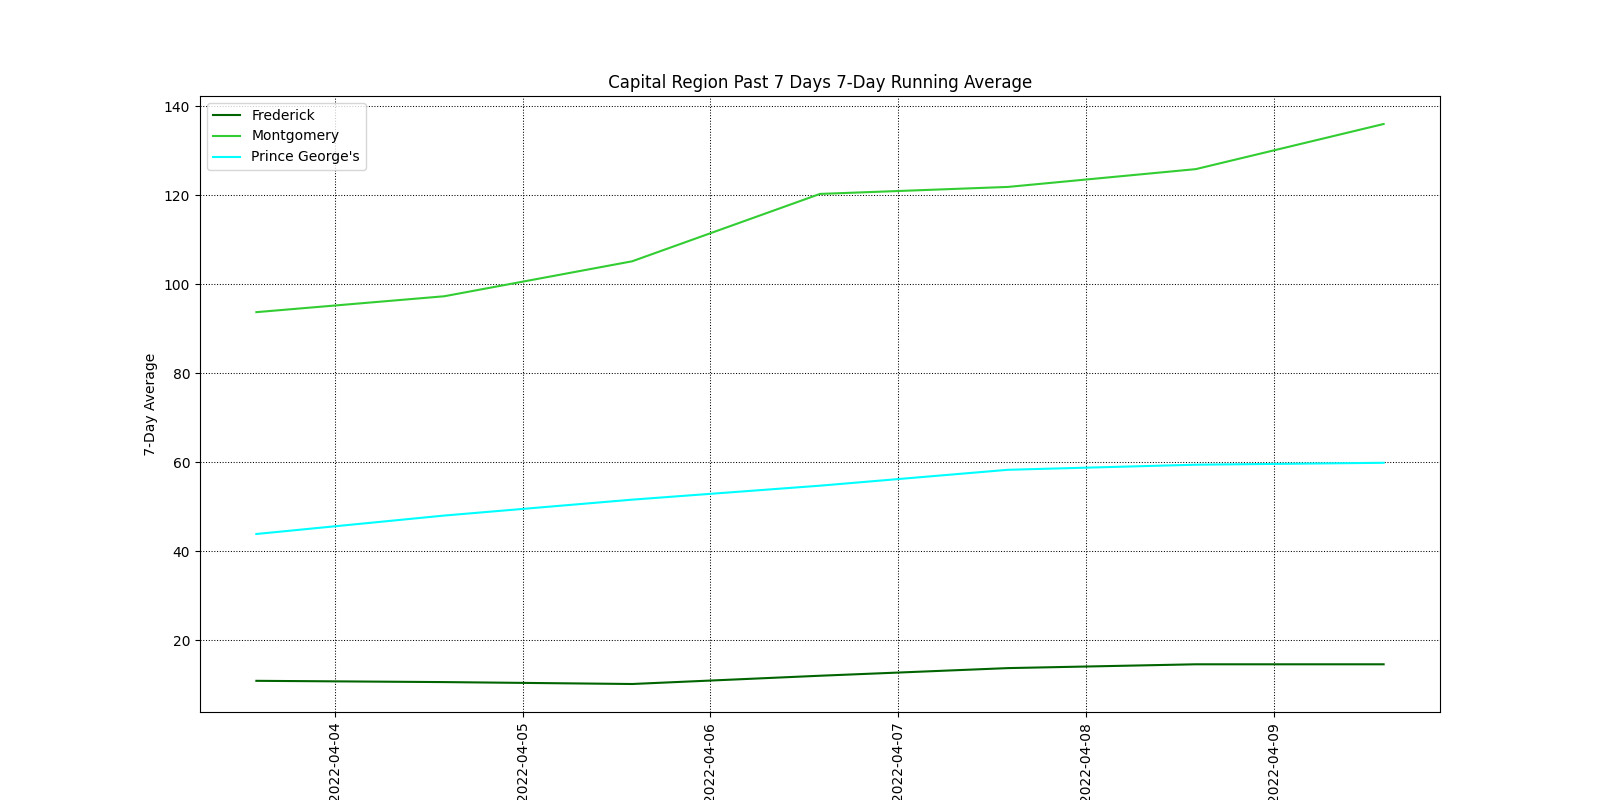 Capital Region Past 7 Days 7-Day Running Average
Frederick
Montgomery
Prince George's
140
120
100
80
60
40
20
7-Day Average
2022-04-04
2022-04-05
2022-04-06
2022-04-07
2022-04-08
2022-04-09